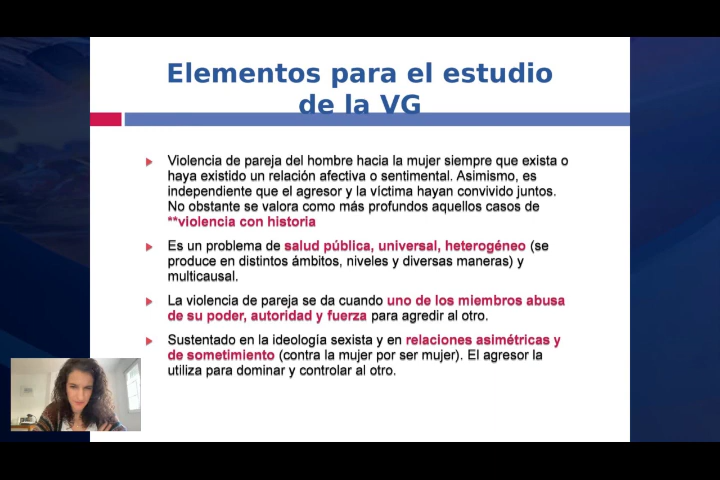 Elementos para el estudio
de la VG
Violencia de pareja del hombre hacia la mujer siempre que exista o
haya existido un relación afectiva o sentimental. Asimismo, es
independiente que el agresor y la víctima hayan convivido juntos.
No obstante se valora como más profundos aquellos casos de
**violencia con historia
Es un problema de salud pública, universal, heterogéneo (se
produce en distintos ámbitos, niveles y diversas maneras) y
multicausal.
La violencia de pareja se da cuando uno de los miembros abusa
de su poder, autoridad y fuerza para agredir al otro.
Sustentado en la ideología sexista y en relaciones asimétricas y
de sometimiento (contra la mujer por ser mujer). El agresor la
utiliza para dominar y controlar al otro.